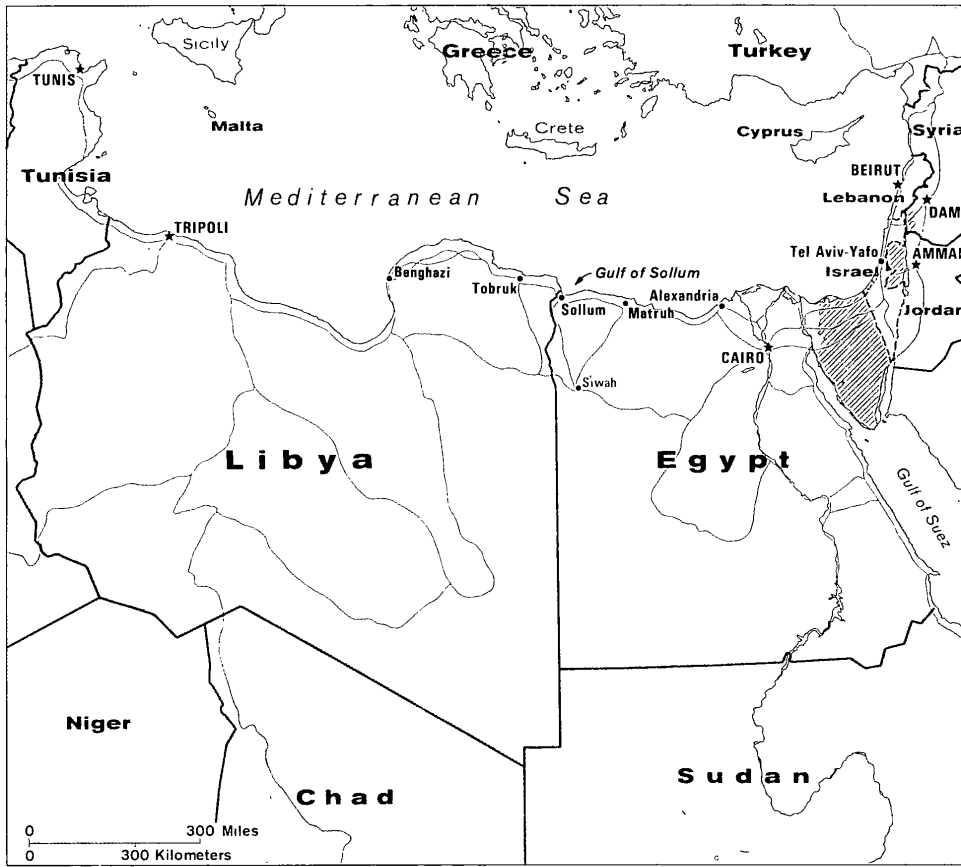 Sicily
Greece
Turkey
TUNIS
Malta
Crete
Cyprus
Syria
Tunisia
BEIRUT
Mediterranean Sea
Lebanon
DAM
TRIPOLI
Tel Aviv-Yafo
AMMAN
Benghazi
Gulf of Sollum
Israel
Tobruk
Alexandria
Sollum
Matruh
Jordan
CAIRO
Siwah
Libya
Egypt
Gulf of Suez
Niger
Sudan
Chad
0 300 Miles
0 300 Kilometers